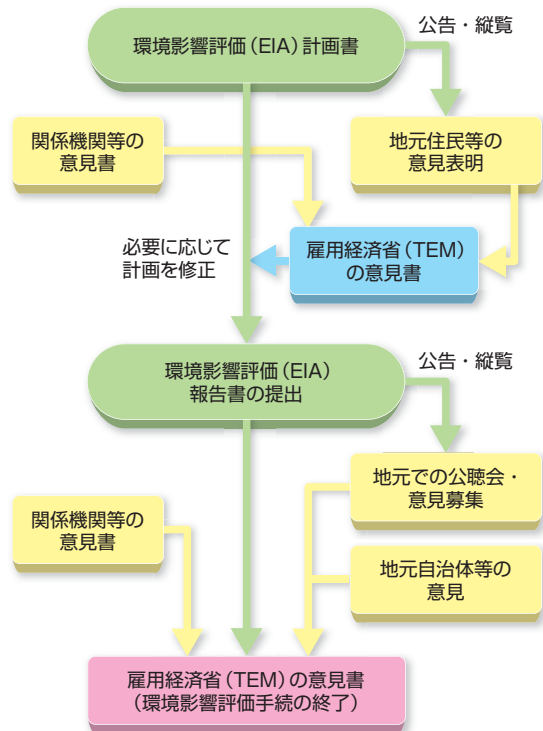 公告・縦覧
環境影響評価（EIA）計画書
関係機関等の
意見書
地元住民等の
意見表明
必要に応じて
計画を修正
雇用経済省（TEM）
の意見書
環境影響評価（EIA）
報告書の提出
公告・縦覧
地元での公聴会・
意見募集
関係機関等の
意見書
地元自治体等の
意見
雇用経済省（TEM）の意見書
（環境影響評価手続の終了）